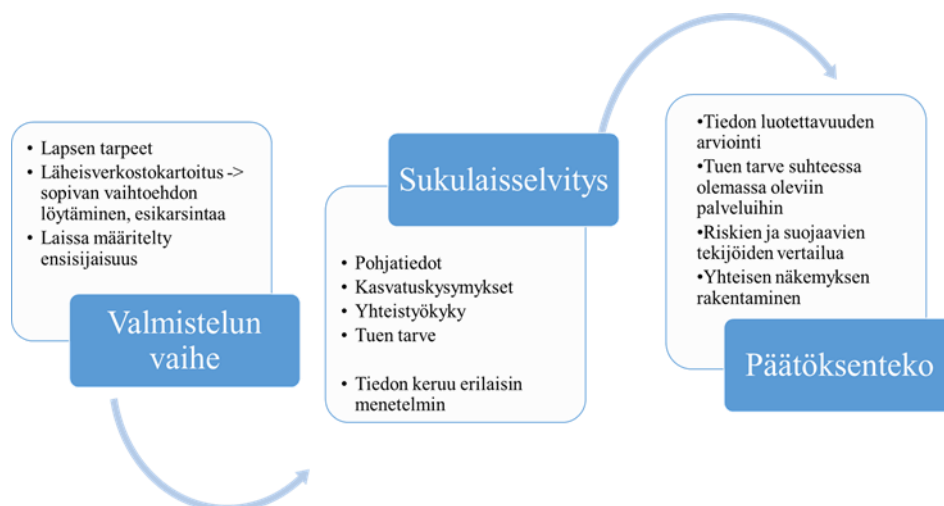 • Lapsen tarpeet
• Läheisverkostokartoitus ->
sopivan vaihtoehdon
löytäminen, esikarsintaa
• Laissa määritelty
ensisijaisuus
Valmistelun
vaihe
Sukulaisselvitys
• Pohjatiedot
• Kasvatuskysymykset
• Yhteistyökyky
• Tuen tarve
• Tiedon keruu erilaisin
menetelmin
•Tiedon luotettavuuden
arviointi
•Tuen tarve suhteessa
olemassa oleviin
palveluihin
•Riskien ja suojaavien
tekijöiden vertailua
•Yhteisen näkemyksen
rakentaminen
Päätöksenteko